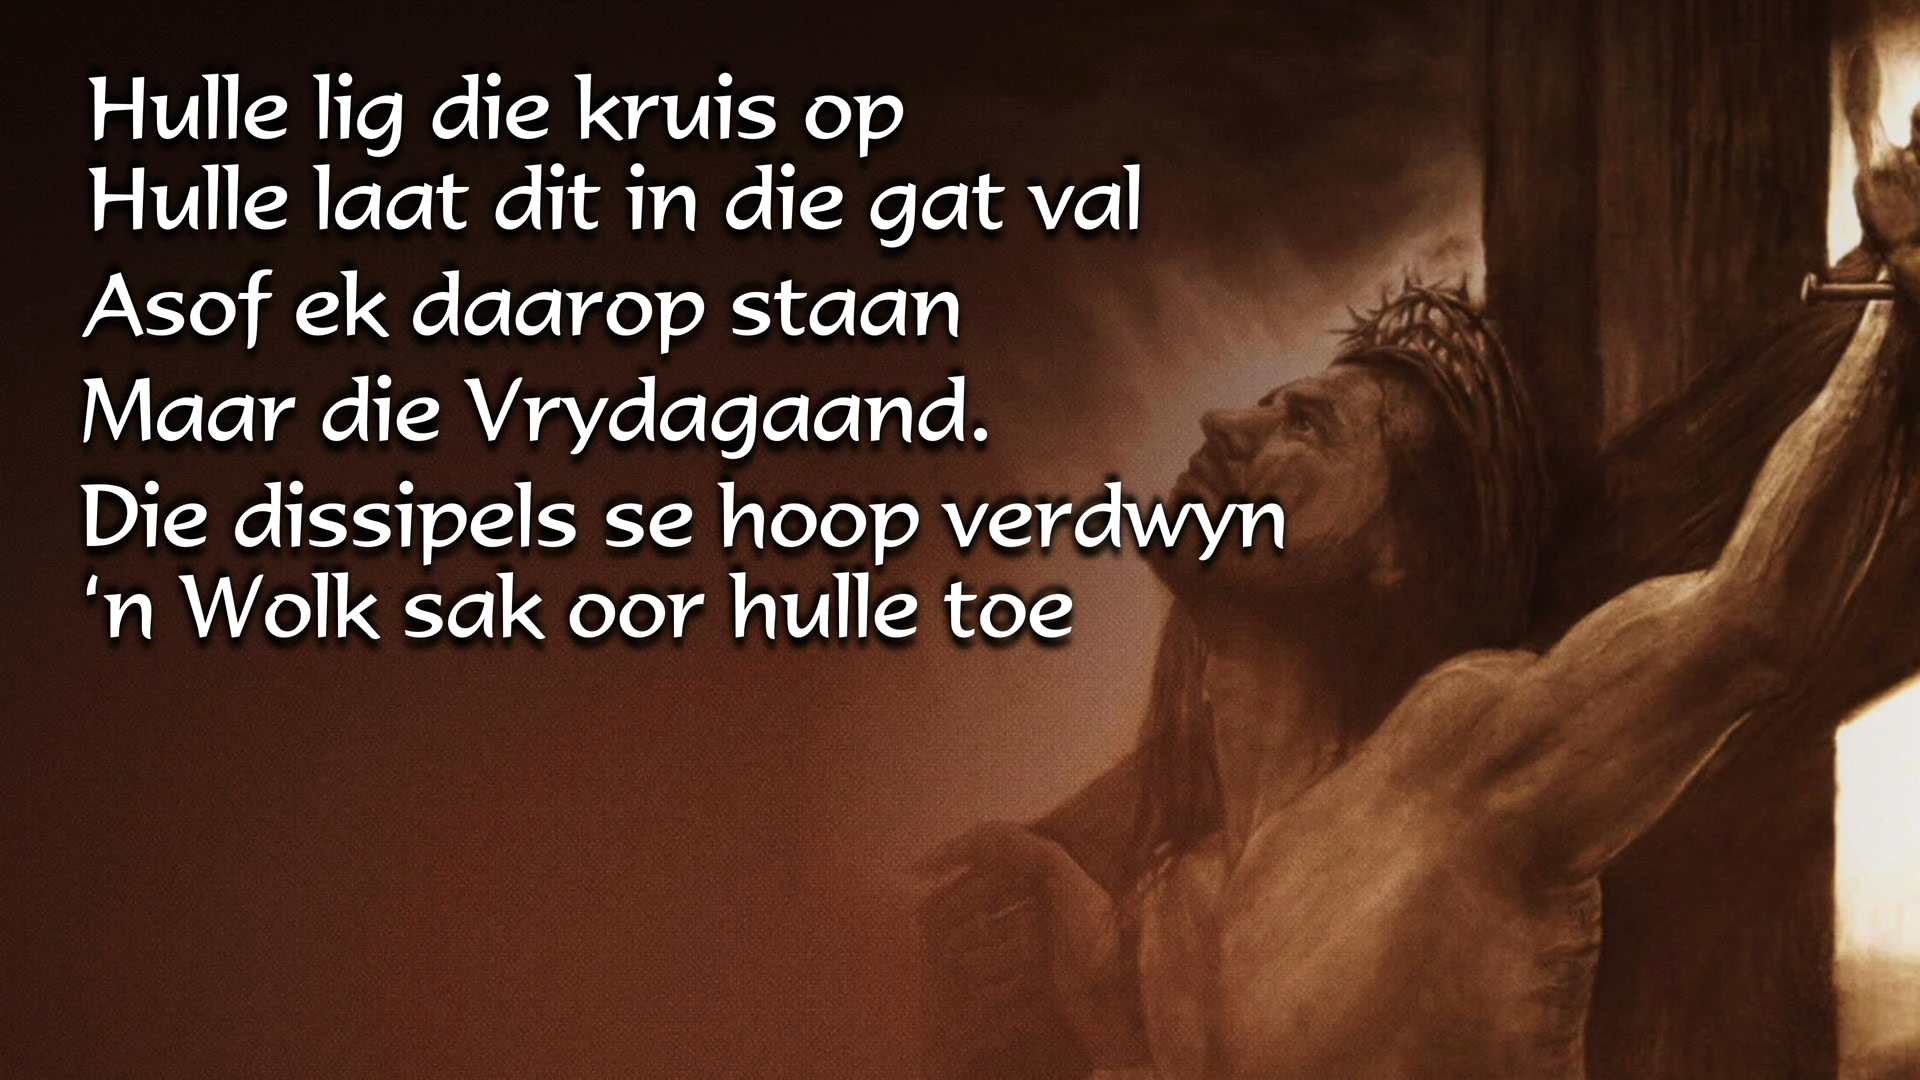 Hulle lig die kruis op
Hulle laat dit in die gat val
Asof ek daarop staan
Maar die Vrydagaand.
Die dissipels se hoop verdwyn
‘n Wolk sak oor hulle toe